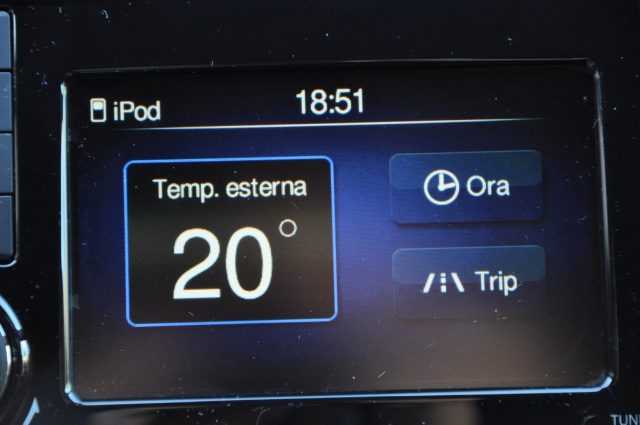 iPod
18:51
Temp. esterna
20°
Ora
Trip